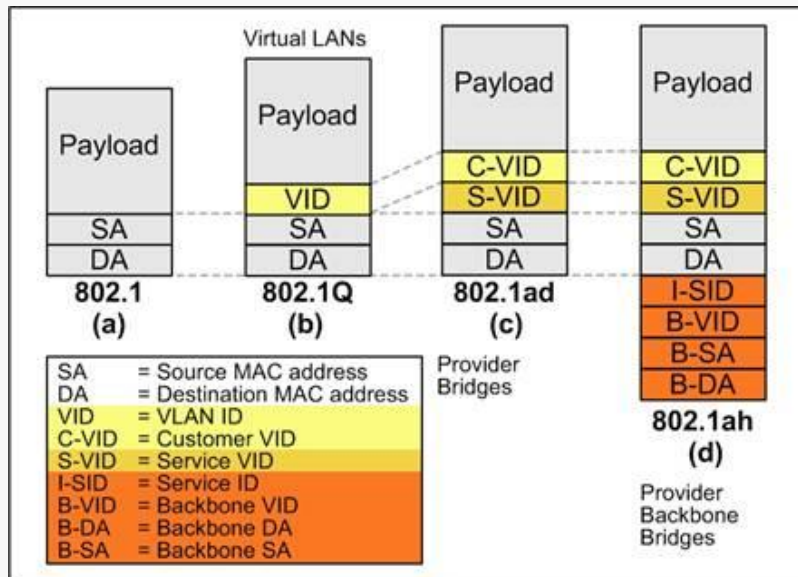 Virtual LANs
Payload
SA
DA
802.1
(a)
Payload
VID
SA
DA
802.1Q
(b)
Payload
C-VID
S-VID
SA
DA
802.1ad
(c)
Provider
Bridges
Payload
C-VID
S-VID
SA
DA
I-SID
B-VID
B-SA
B-DA
802.1ah
(d)
Provider
Backbone
Bridges
SA = Source MAC address
DA = Destination MAC address
VID = VLAN ID
C-VID = Customer VID
S-VID = Service VID
I-SID = Service ID
B-VID = Backbone VID
B-DA = Backbone DA
B-SA = Backbone SA